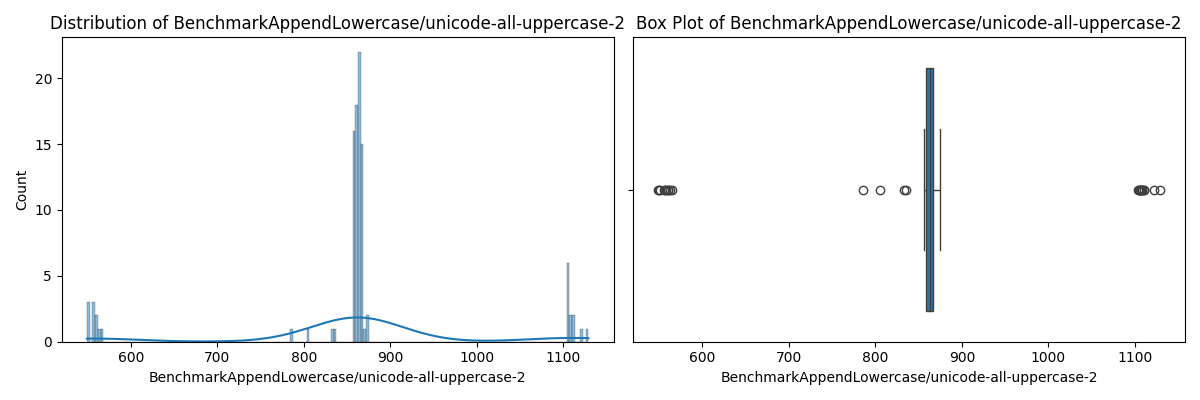 Distribution of BenchmarkAppendLowercase/unicode-all-uppercase-2
Count
20
15
10
5
0
600 700 800 900 1000 1100
BenchmarkAppendLowercase/unicode-all-uppercase-2
Box Plot of BenchmarkAppendLowercase/unicode-all-uppercase-2
600 700 800 900 1000 1100
BenchmarkAppendLowercase/unicode-all-uppercase-2